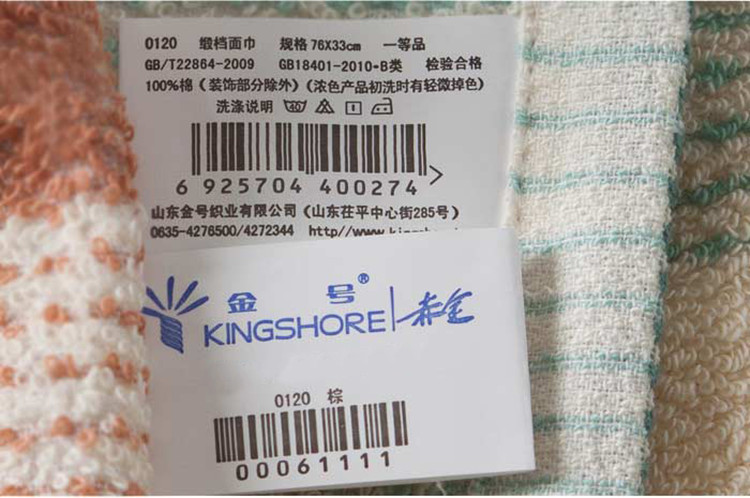 0120 缎档面巾 规格76X33cm 一等品
GB/T22864-2009 GB18401-2010·B类 检验合格
100%棉（装饰部分除外）（浓色产品初洗时有轻微掉色）
洗涤说明
6 925704 400274
山东金号织业有限公司（山东茌平中心街285号）
0635-4276500/4272344 http//www.
金号®
KINGSHORE 赤金
0120 棕
00061111